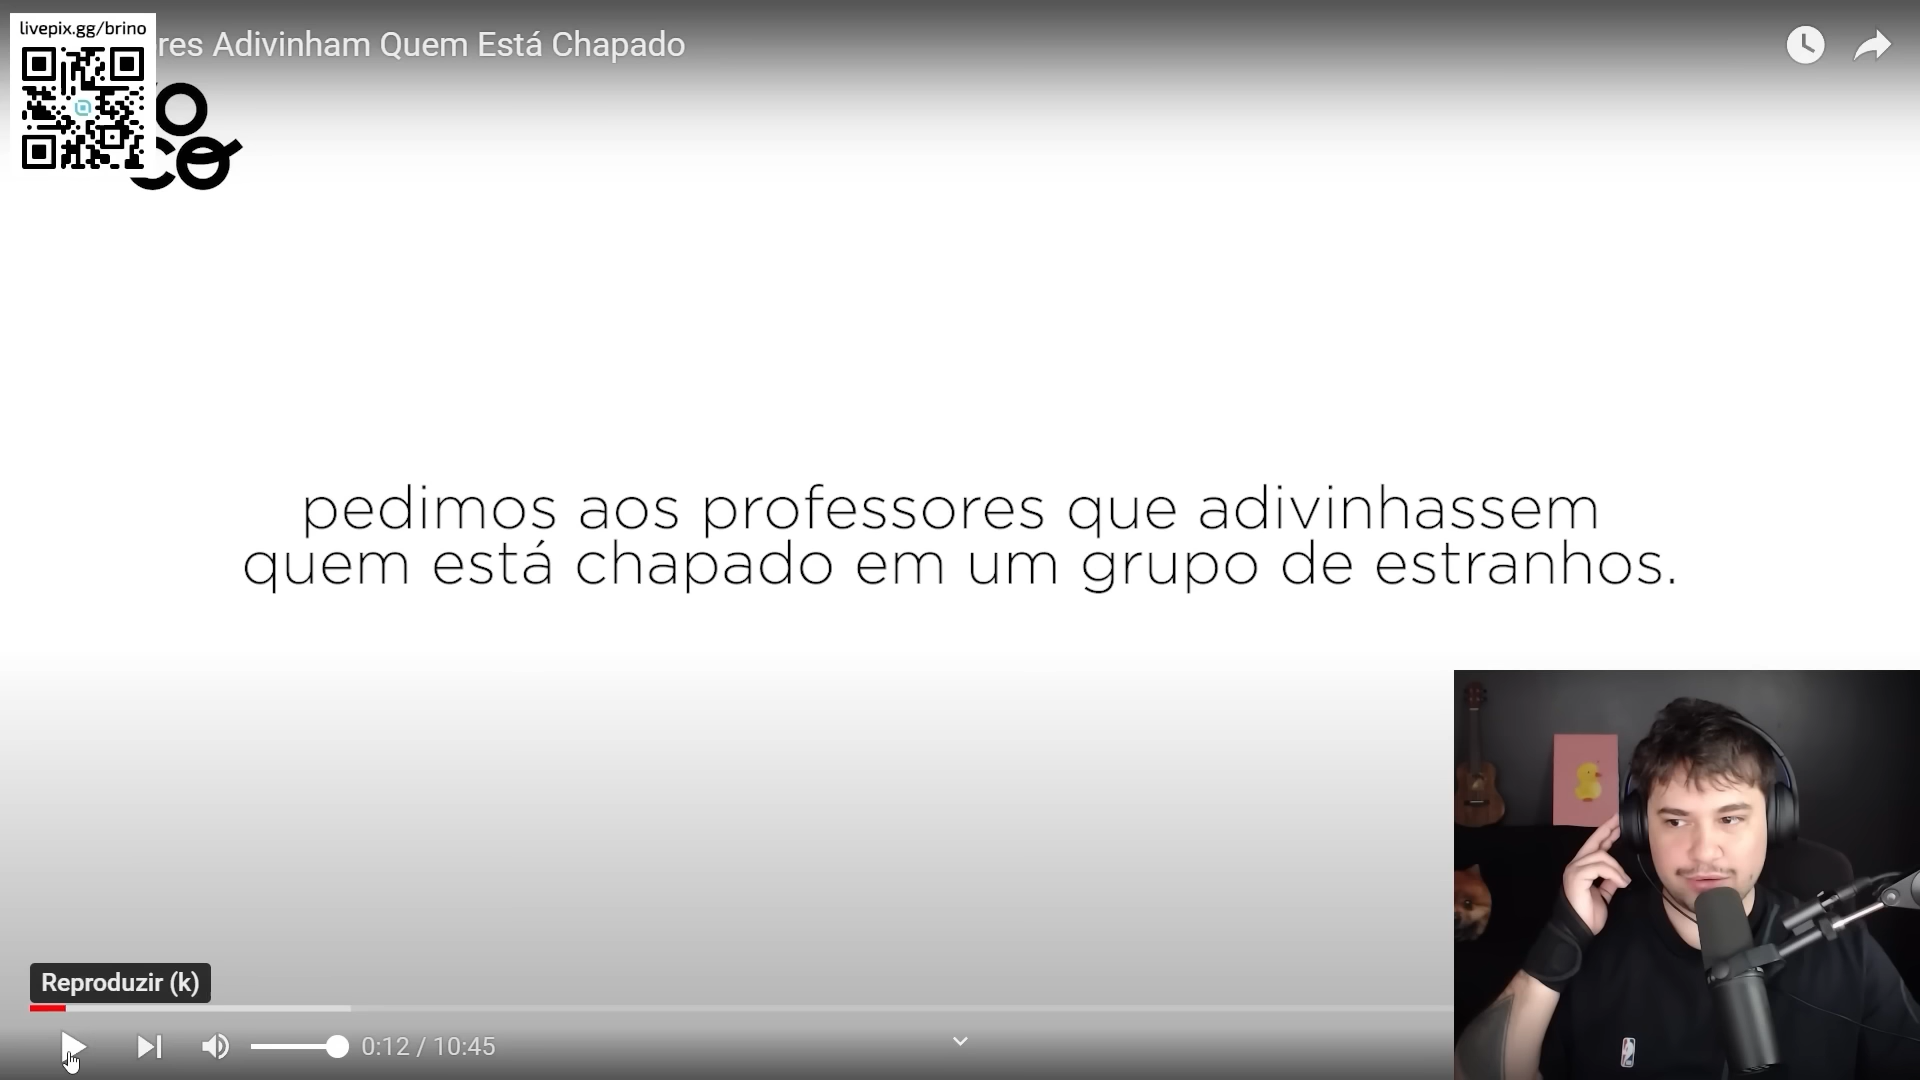 livepix.gg/brino
res Adivinham Quem Está Chapado
pedimos aos professores que adivinhassem
quem está chapado em um grupo de estranhos.
Reproduzir (k)
0:12 / 10:45